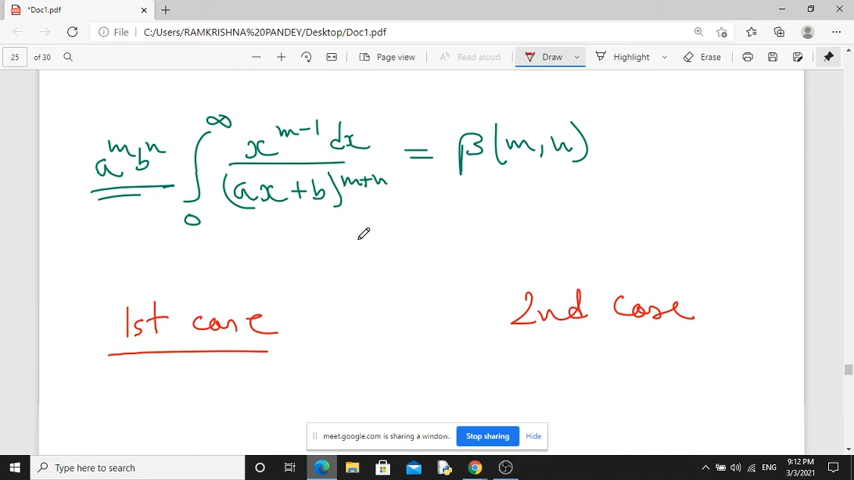 *Doc1.pdf
File C:/Users/RAMKRISHNA%20PANDEY/Desktop/Doc1.pdf
25 of 30 Page view Read aloud Draw Highlight Erase
a^m b^n ∫_0^∞ x^{m-1} dx / (ax+b)^{m+n} = β(m,n)
1st case 2nd case
meet.google.com is sharing a window. Stop sharing Hide
Type here to search ENG 9:12 PM
3/3/2021